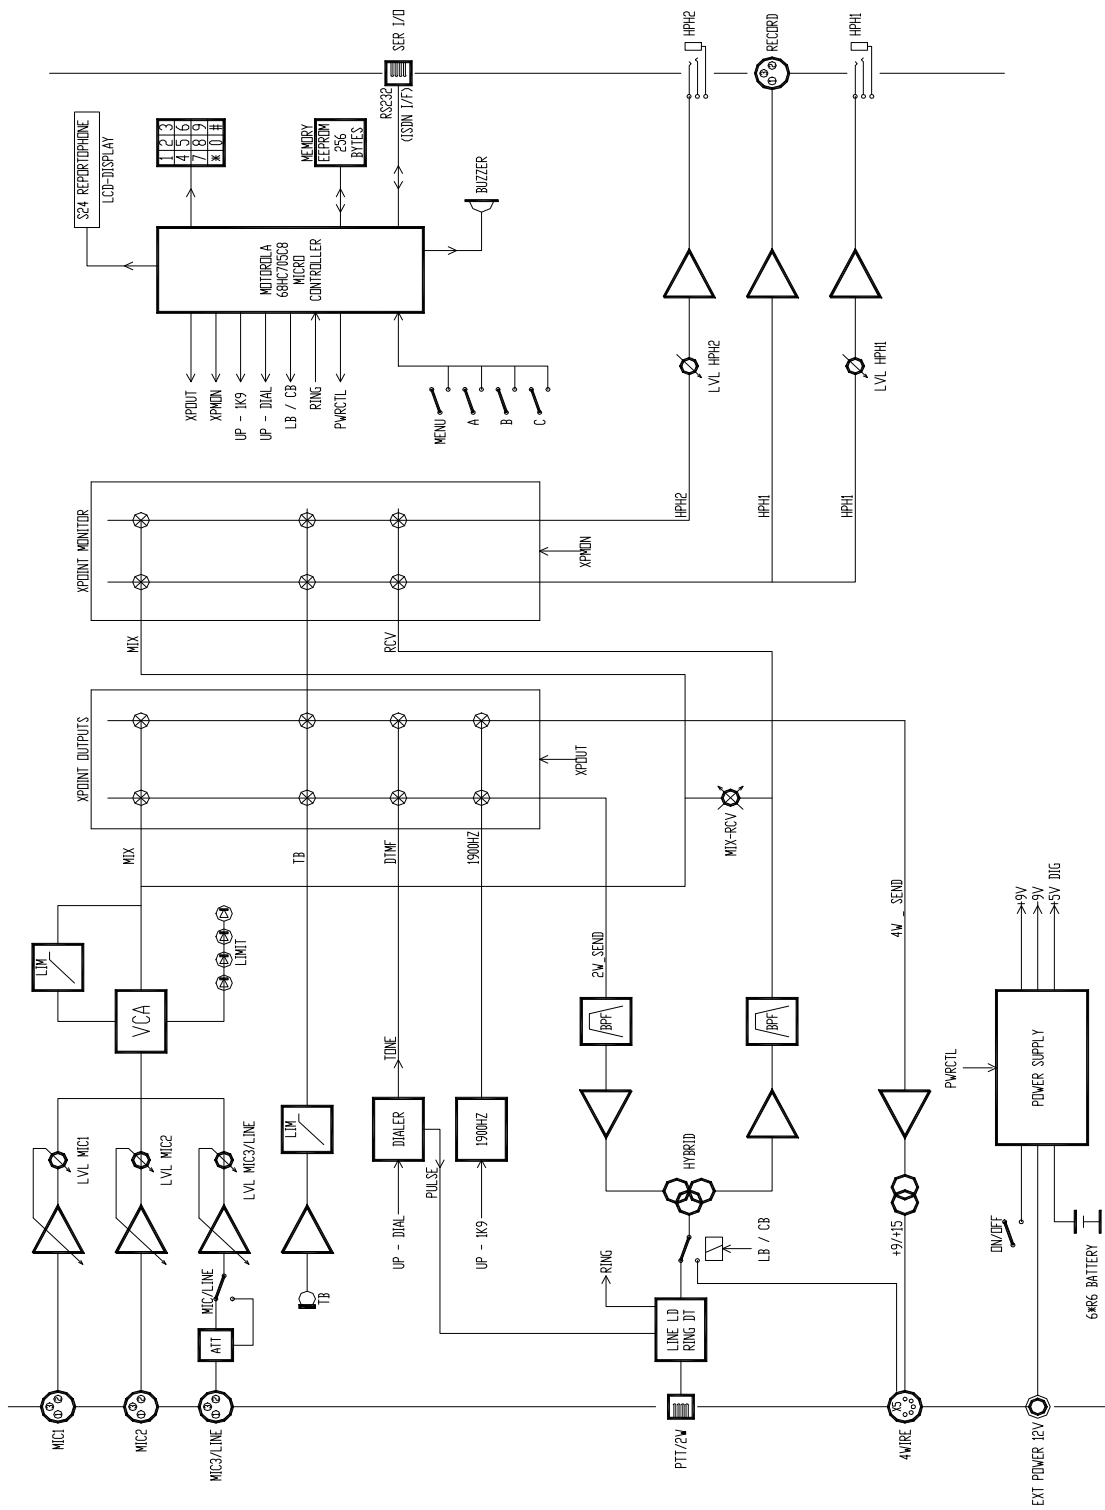 MIC1
MIC2
MIC3/LINE
PTT/2W
4WIRE
X5
EXT POWER 12V
ATT
MIC/LINE
TB
LINE LD
RING DT
RING
LB / CB
HYBRID
+9/+15
ON/OFF
6*R6 BATTERY
LVL MIC1
LVL MIC2
LVL MIC3/LINE
LIM
UP - DIAL
DIALER
TONE
PULSE
UP - 1K9
1900HZ
BPF
BPF
2W_SEND
4W _ SEND
PWRCTL
POWER SUPPLY
+9V
9V
+5V DIG
VCA
LIM
LIMIT
MIX
TB
DTMF
1900HZ
MIX-RCV
XPOINT OUTPUTS
XPOUT
MIX
RCV
XPOINT MONITOR
XPMON
HPH2
HPH1
HPH1
XPOUT
XPMON
UP - 1K9
UP - DIAL
LB / CB
RING
PWRCTL
MENU
A
B
C
MOTOROLA
68HC705C8
MICRO
CONTROLLER
BUZZER
LVL HPH2
LVL HPH1
S24 REPORTOPHONE
LCD-DISPLAY
1 2 3
4 5 6
7 8 9
* 0 #
MEMORY
EEPROM
256
BYTES
RS232
(ISDN I/F)
SER I/O
HPH2
RECORD
HPH1